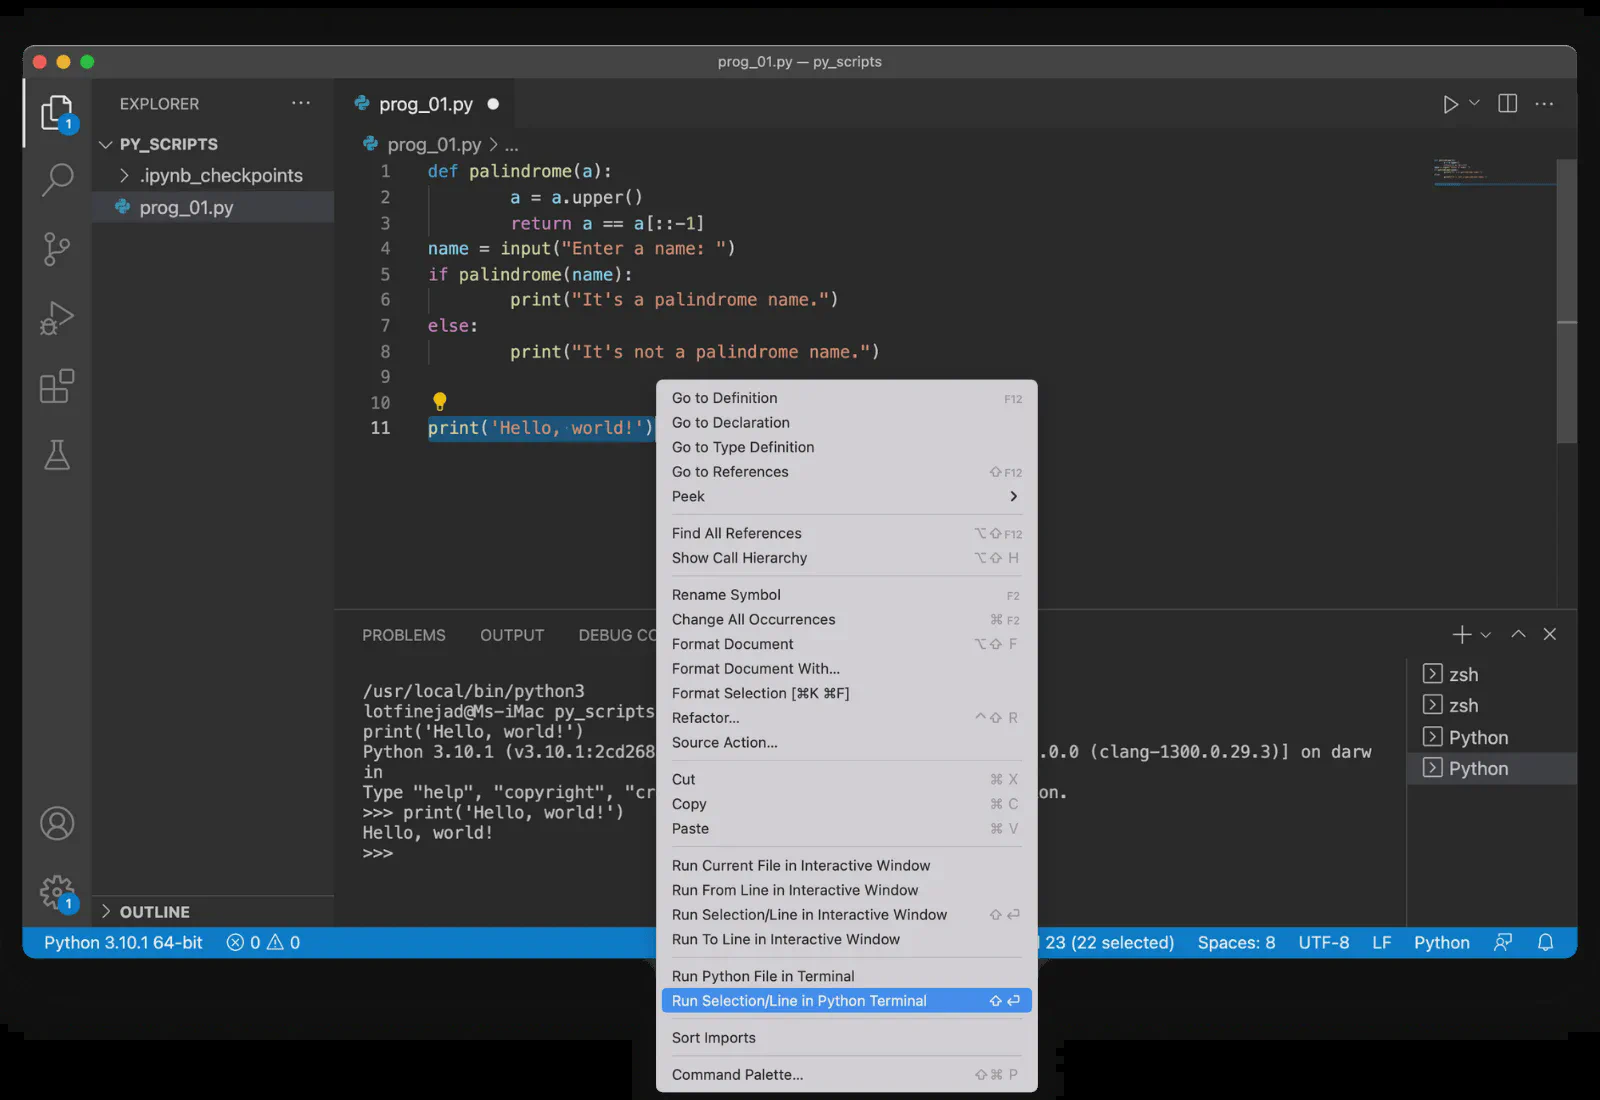 prog_01.py — py_scripts
EXPLORER
prog_01.py
1
PY_SCRIPTS
.ipynb_checkpoints
prog_01.py
prog_01.py > ...
1 def palindrome(a):
2 a = a.upper()
3 return a == a[::-1]
4 name = input("Enter a name: ")
5 if palindrome(name):
6 print("It's a palindrome name.")
7 else:
8 print("It's not a palindrome name.")
9
10
11 print('Hello, world!')
Go to Definition F12
Go to Declaration
Go to Type Definition
Go to References ⇧F12
Peek
Find All References ⌥⇧F12
Show Call Hierarchy ⌥⇧ H
Rename Symbol F2
Change All Occurrences ⌘ F2
Format Document ⌥⇧ F
Format Document With...
Format Selection [⌘K ⌘F]
Refactor... ^⇧ R
Source Action...
Cut ⌘ X
Copy ⌘ C
Paste ⌘ V
Run Current File in Interactive Window
Run From Line in Interactive Window
Run Selection/Line in Interactive Window ⇧⏎
Run To Line in Interactive Window
Run Python File in Terminal
Run Selection/Line in Python Terminal ⇧⏎
Sort Imports
Command Palette... ⇧⌘ P
PROBLEMS OUTPUT DEBUG CO
/usr/local/bin/python3
lotfinejad@Ms-iMac py_scripts
print('Hello, world!')
Python 3.10.1 (v3.10.1:2cd268 .0.0 (clang-1300.0.29.3)] on darw
in
Type "help", "copyright", "cr on.
>>> print('Hello, world!')
Hello, world!
>>>
zsh
zsh
Python
Python
1
OUTLINE
Python 3.10.1 64-bit 0 0 23 (22 selected) Spaces: 8 UTF-8 LF Python